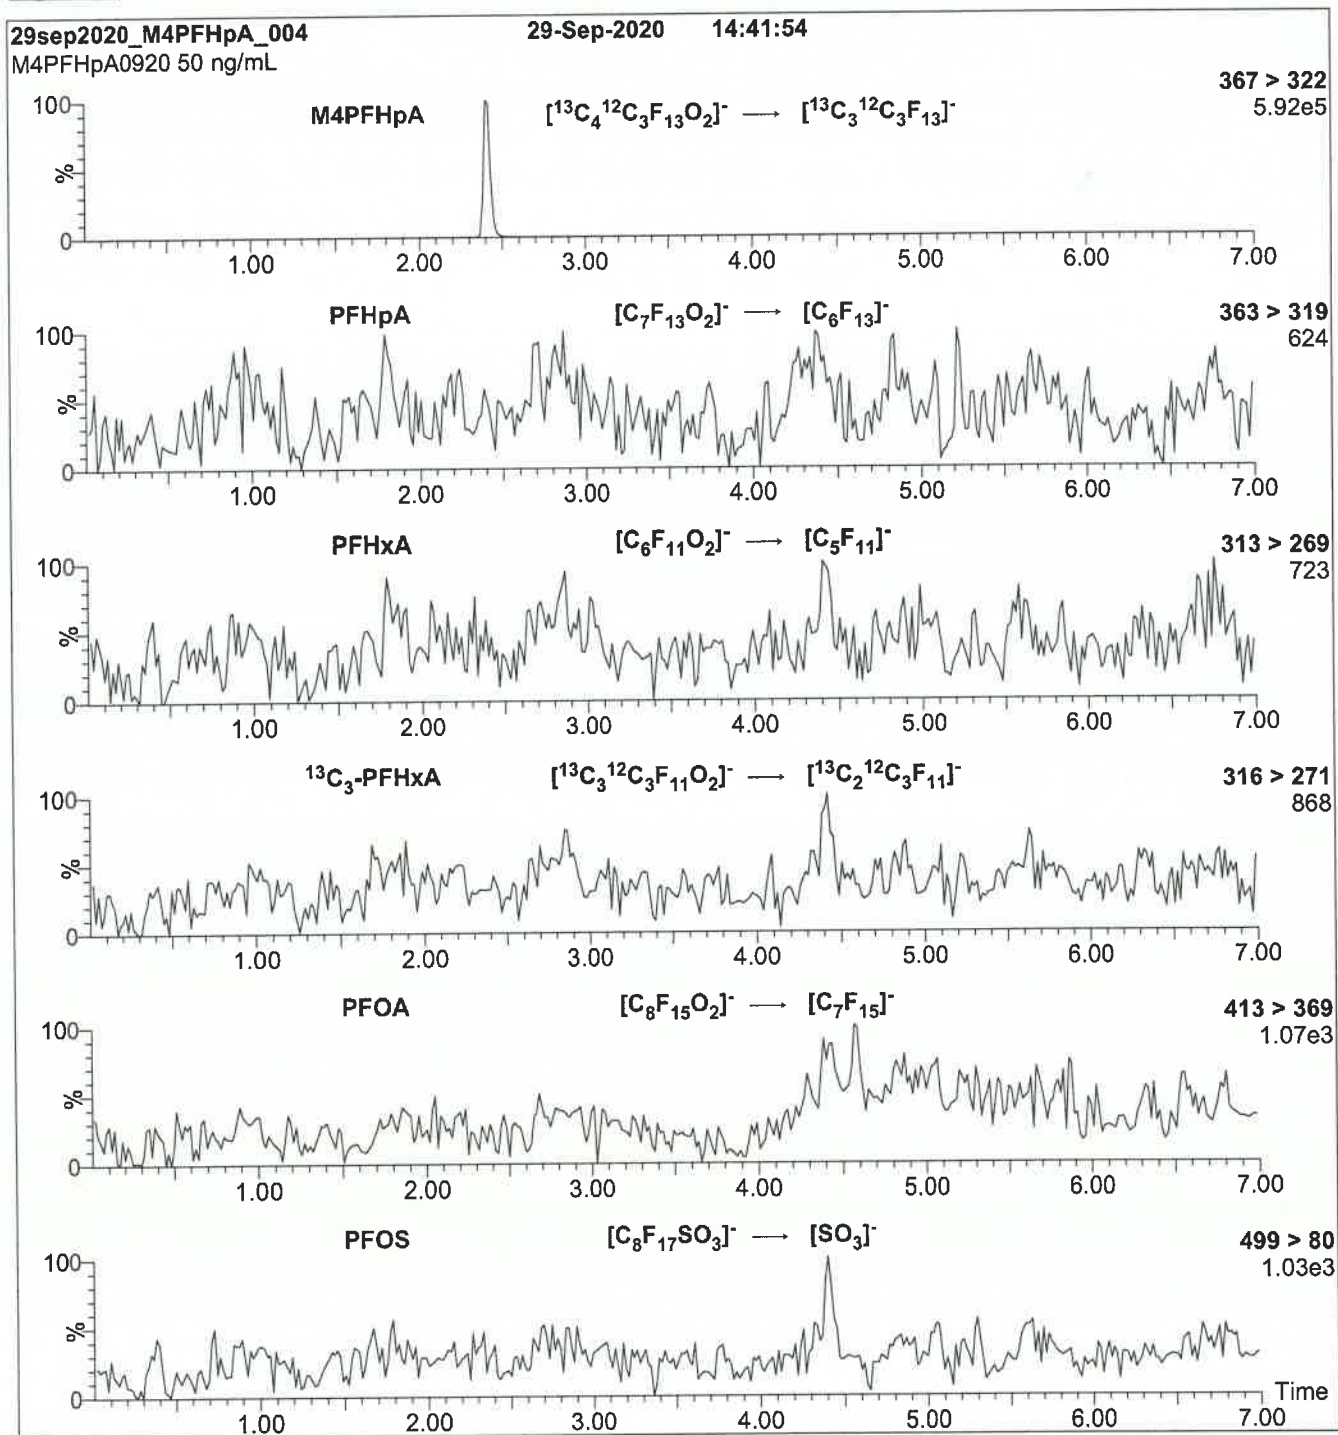 29sep2020_M4PFHpA_004 29-Sep-2020 14:41:54
M4PFHpA0920 50 ng/mL
367 > 322
5.92e5
M4PFHpA [¹³C₄¹²C₃F₁₃O₂]⁻ → [¹³C₃¹²C₃F₁₃]⁻
100
%
0
1.00 2.00 3.00 4.00 5.00 6.00 7.00
PFHpA [C₇F₁₃O₂]⁻ → [C₆F₁₃]⁻ 363 > 319
624
100
%
0
1.00 2.00 3.00 4.00 5.00 6.00 7.00
PFHxA [C₆F₁₁O₂]⁻ → [C₅F₁₁]⁻ 313 > 269
723
100
%
0
1.00 2.00 3.00 4.00 5.00 6.00 7.00
¹³C₃-PFHxA [¹³C₃¹²C₃F₁₁O₂]⁻ → [¹³C₂¹²C₃F₁₁]⁻ 316 > 271
868
100
%
0
1.00 2.00 3.00 4.00 5.00 6.00 7.00
PFOA [C₈F₁₅O₂]⁻ → [C₇F₁₅]⁻ 413 > 369
1.07e3
100
%
0
1.00 2.00 3.00 4.00 5.00 6.00 7.00
PFOS [C₈F₁₇SO₃]⁻ → [SO₃]⁻ 499 > 80
1.03e3
100
%
0
Time
1.00 2.00 3.00 4.00 5.00 6.00 7.00